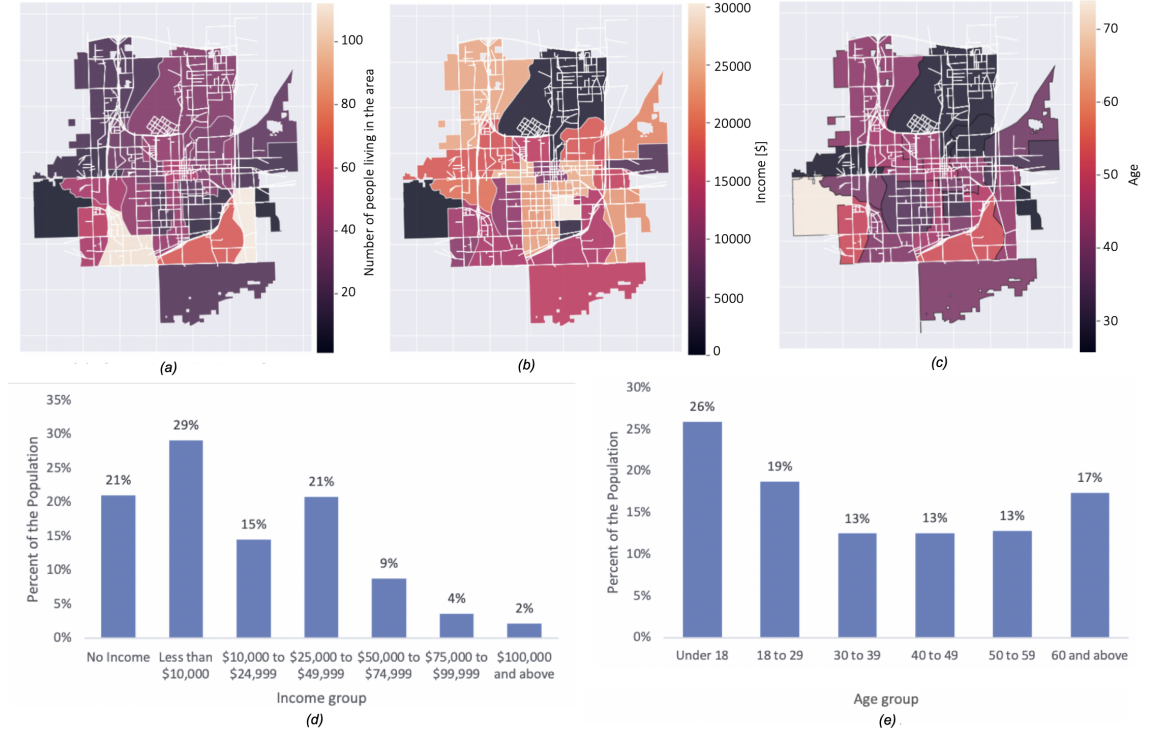 100
80
60
40
20
Number of people living in the area
(a)
30000
25000
20000
15000
10000
5000
0
Income [$]
(b)
70
60
50
40
30
Age
(c)
35%
30%
25%
20%
15%
10%
5%
0%
Percent of the Population
21%
29%
15%
21%
9%
4%
2%
No Income
Less than
$10,000
$10,000 to
$24,999
$25,000 to
$49,999
$50,000 to
$74,999
$75,000 to
$99,999
$100,000
and above
Income group
(d)
30%
25%
20%
15%
10%
5%
0%
Percent of the Population
26%
19%
13%
13%
13%
17%
Under 18
18 to 29
30 to 39
40 to 49
50 to 59
60 and above
Age group
(e)